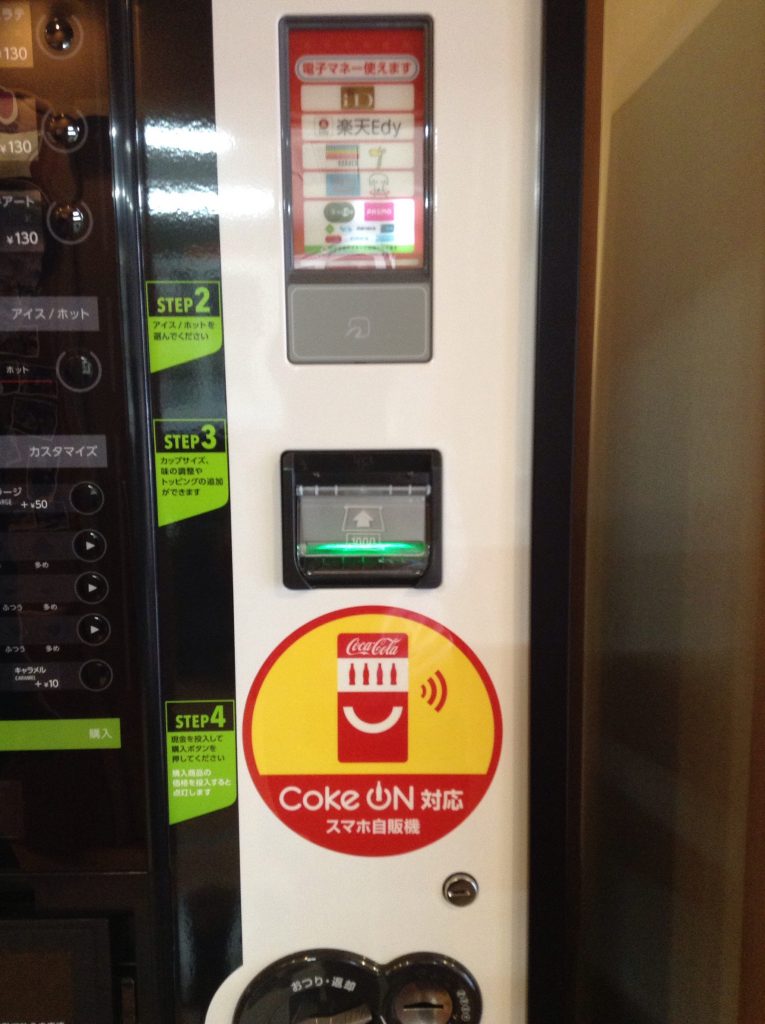 ¥130
¥130
¥130
アイス / ホット
ホット
カスタマイズ
+¥50
多め
ふつう 多め
ふつう 多め
キャラメル
CARAMEL
+¥10
購入
STEP2
アイス / ホットを
選んでください
STEP3
カップサイズ、
味の調整や
トッピングの追加
ができます
STEP4
現金を投入して
購入ボタンを
押してください
購入商品の
価格を投入すると
点灯します
電子マネー使えます
iD
楽天Edy
1000
Coca-Cola
Coke ON 対応
スマホ自販機
おつり・返却